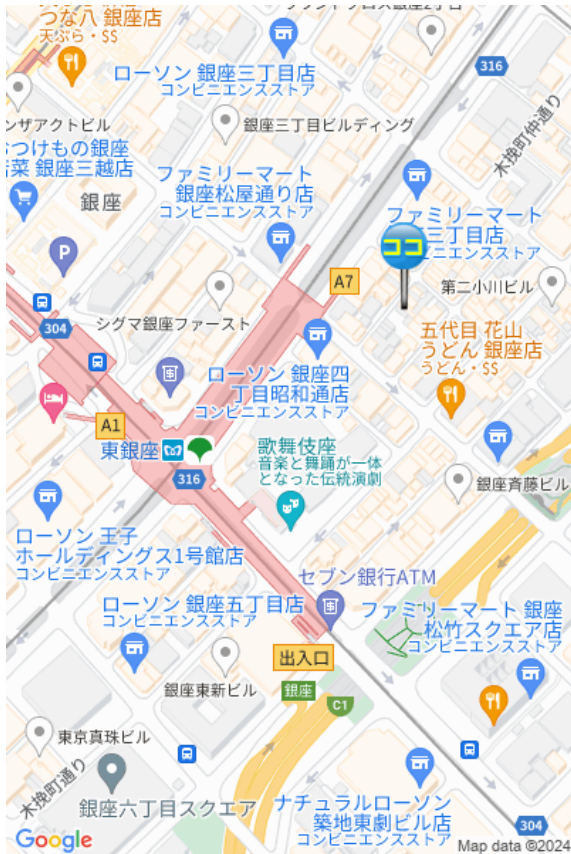 つな八 銀座店
天ぷら・$$
ローソン 銀座三丁目店
コンビニエンスストア
316
木挽町仲通り
銀座三丁目ビルディング
ンザアクトビル
菜 銀座三越店
銀座
ファミリーマート
銀座松屋通り店
コンビニエンスストア
ファミリーマート
三丁目店
ビニエンスストア
ココ
P
A7
第二小川ビル
304
シグマ銀座ファースト
五代目 花山
うどん 銀座店
うどん・$$
ローソン 銀座四
丁目昭和通店
コンビニエンスストア
A1
東銀座
歌舞伎座
音楽と舞踊が一体
となった伝統演劇
316
銀座斉藤ビル
ローソン 王子
ホールディングス1号館店
コンビニエンスストア
セブン銀行ATM
ローソン 銀座五丁目店
コンビニエンスストア
ファミリーマート 銀座
松竹スクエア店
コンビニエンスストア
出入口
銀座東新ビル
銀座
C1
東京真珠ビル
木挽町通り
銀座六丁目スクエア
ナチュラルローソン
築地東劇ビル店
コンビニエンスストア
304
Google
Map data ©2024